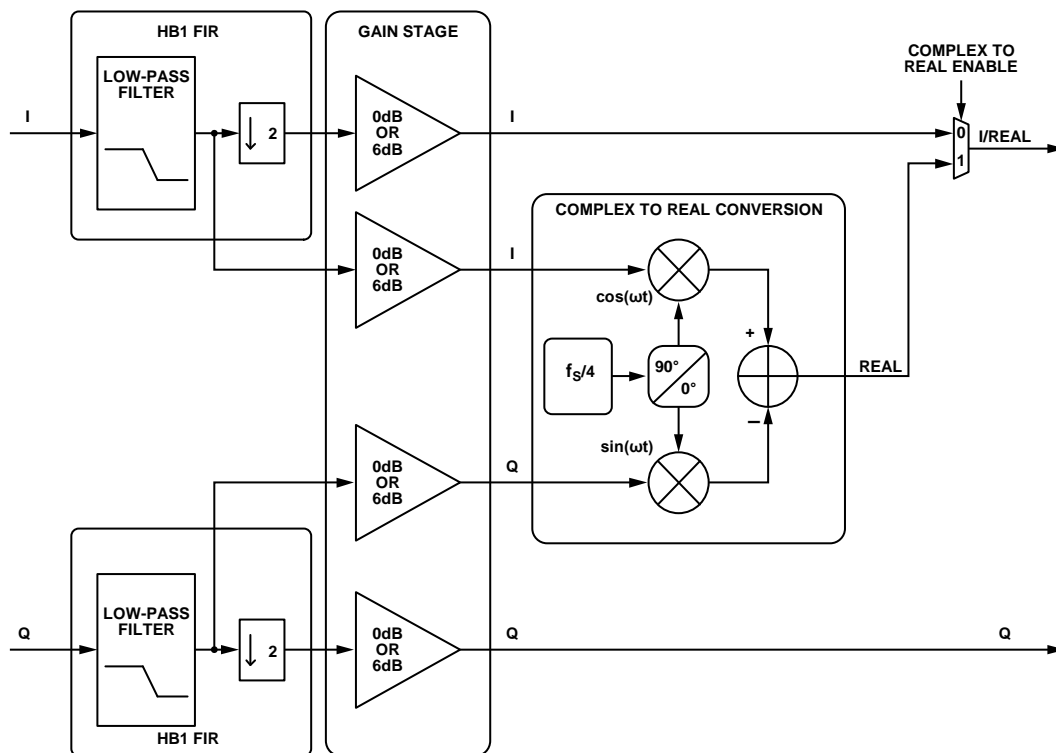 HB1 FIR
GAIN STAGE
LOW-PASS
FILTER
I
↓ 2
0dB
OR
6dB
I
COMPLEX TO
REAL ENABLE
0
1
I/REAL
0dB
OR
6dB
I
COMPLEX TO REAL CONVERSION
cos(ωt)
+
fS/4
90°
0°
REAL
sin(ωt)
–
0dB
OR
6dB
Q
LOW-PASS
FILTER
Q
↓ 2
0dB
OR
6dB
Q
Q
HB1 FIR